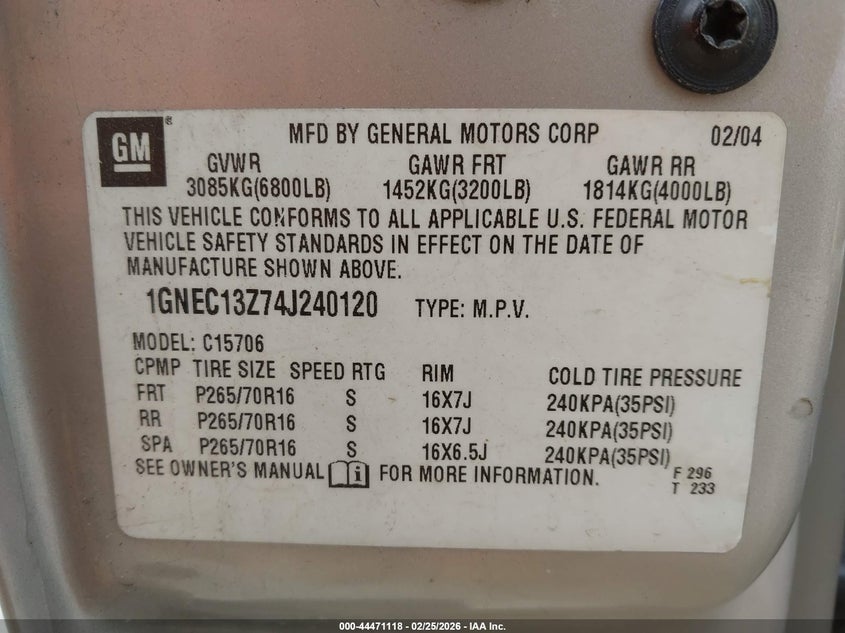 GM ®
MFD BY GENERAL MOTORS CORP 02/04
GVWR GAWR FRT GAWR RR
3085KG(6800LB) 1452KG(3200LB) 1814KG(4000LB)
THIS VEHICLE CONFORMS TO ALL APPLICABLE U.S. FEDERAL MOTOR
VEHICLE SAFETY STANDARDS IN EFFECT ON THE DATE OF
MANUFACTURE SHOWN ABOVE.
1GNEC13Z74J240120 TYPE: M.P.V.
MODEL: C15706
CPMP TIRE SIZE SPEED RTG RIM COLD TIRE PRESSURE
FRT P265/70R16 S 16X7J 240KPA(35PSI)
RR P265/70R16 S 16X7J 240KPA(35PSI)
SPA P265/70R16 S 16X6.5J 240KPA(35PSI)
SEE OWNER'S MANUAL FOR MORE INFORMATION.
F 296
T 233
000-44471118 - 02/25/2026 - IAA Inc.